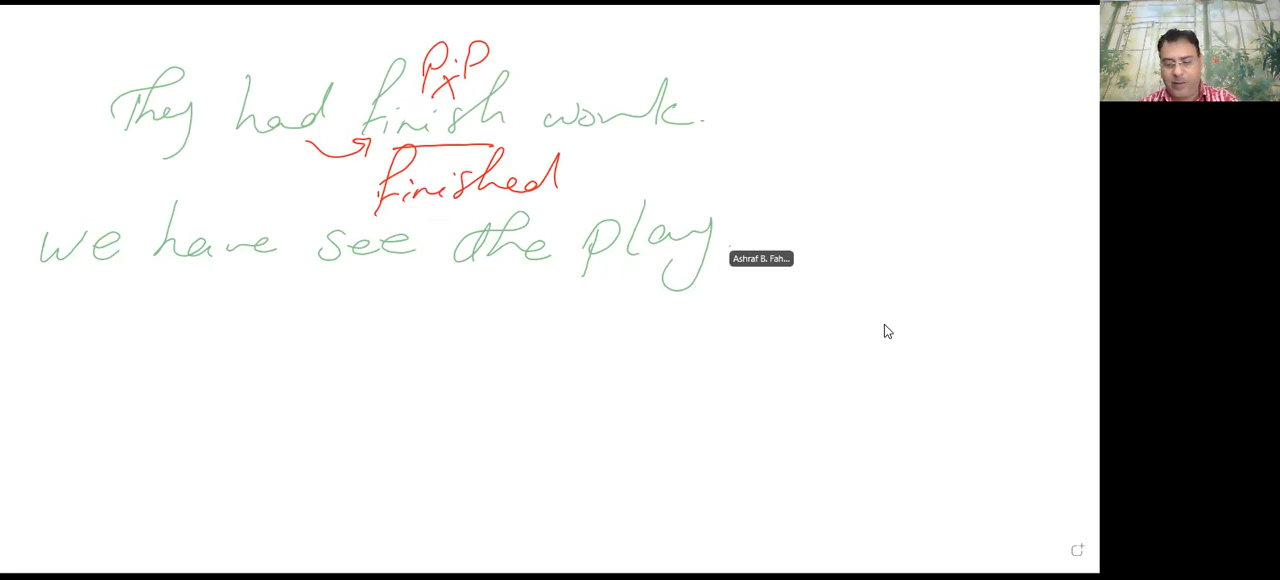 P.P
x
They had finish work.
finished
we have see the play.
Ashraf B. Fah...